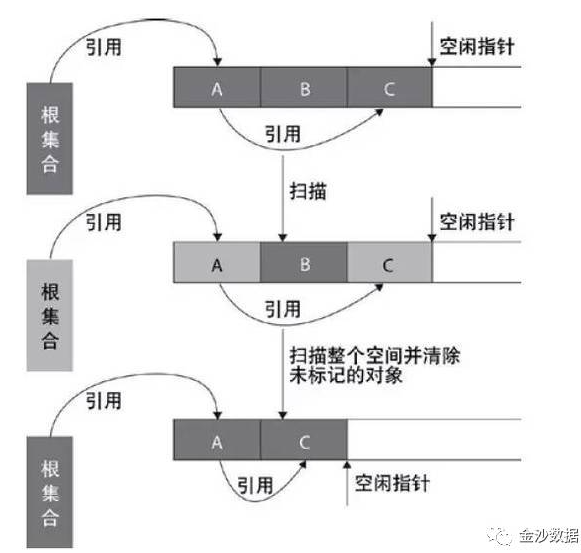 引用
空闲指针
A B C
根集合
引用
扫描
引用
空闲指针
A B C
根集合
引用
扫描整个空间并清除
未标记的对象
引用
A C
根集合
引用
空闲指针
金沙数据